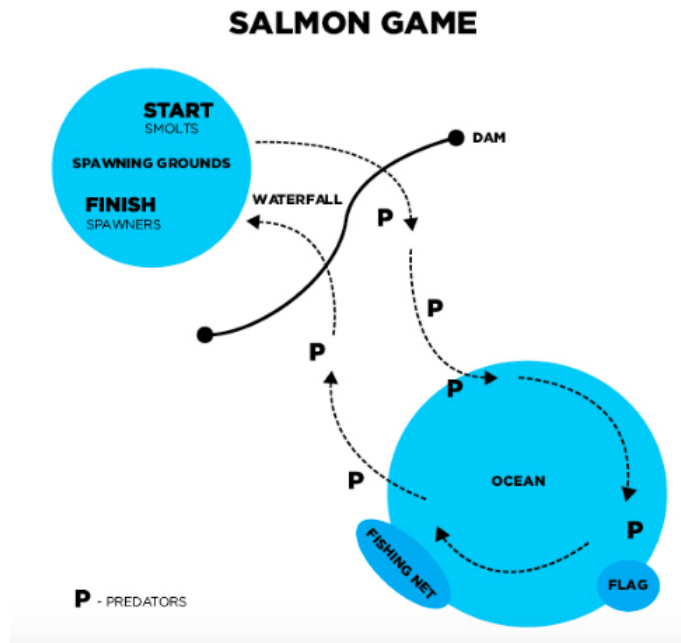 SALMON GAME
START
SMOLTS
SPAWNING GROUNDS
FINISH
SPAWNERS
DAM
WATERFALL
P
P
P
P
P
OCEAN
P
FISHING NET
FLAG
P - PREDATORS